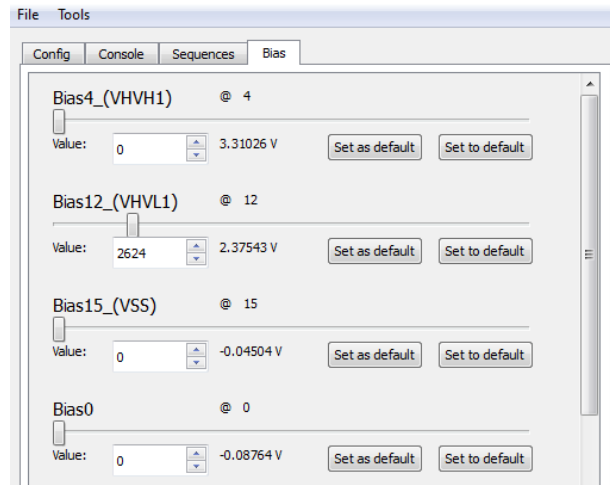 File Tools
Config Console Sequences Bias
Bias4_(VHVH1) @ 4
Value: 0 3.31026 V Set as default Set to default
Bias12_(VHVL1) @ 12
Value: 2624 2.37543 V Set as default Set to default
Bias15_(VSS) @ 15
Value: 0 -0.04504 V Set as default Set to default
Bias0 @ 0
Value: 0 -0.08764 V Set as default Set to default